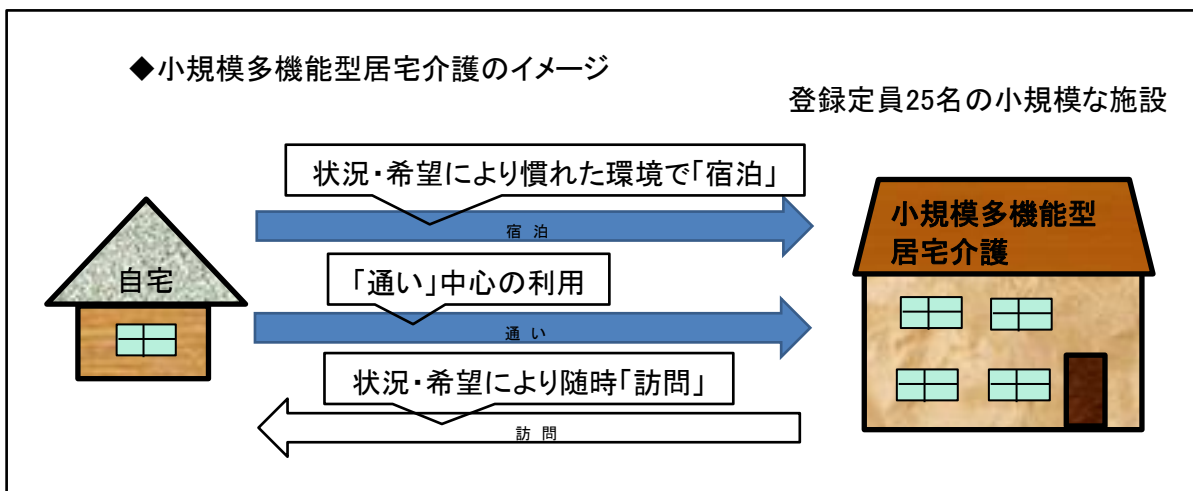 ◆小規模多機能型居宅介護のイメージ
登録定員25名の小規模な施設
状況・希望により慣れた環境で「宿泊」
宿 泊
小規模多機能型
居宅介護
自宅
「通い」中心の利用
通 い
状況・希望により随時「訪問」
訪 問